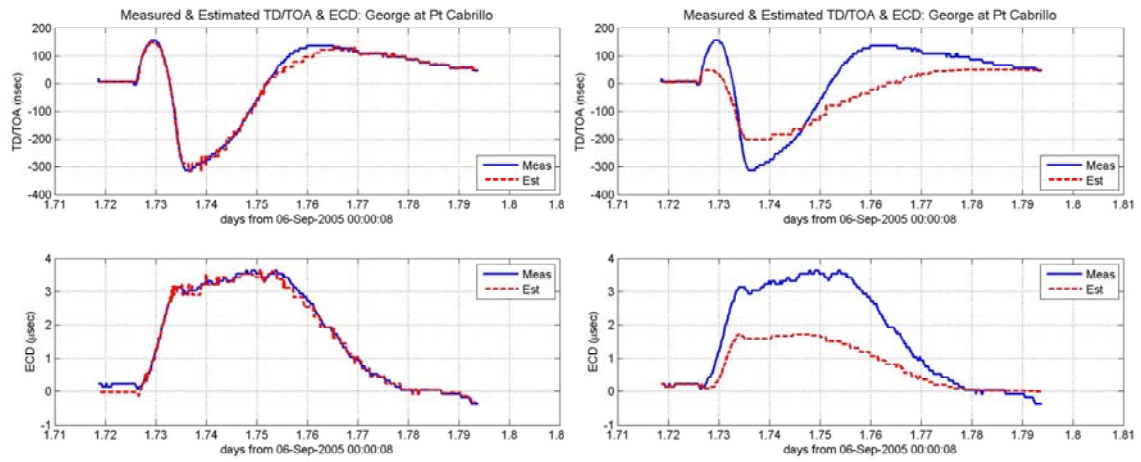 Measured & Estimated TD/TOA & ECD: George at Pt Cabrillo
200
100
0
-100
-200
-300
-400
TD/TOA (nsec)
Meas
Est
1.71 1.72 1.73 1.74 1.75 1.76 1.77 1.78 1.79 1.8
days from 06-Sep-2005 00:00:08
4
3
2
1
0
-1
ECD (μsec)
Meas
Est
1.71 1.72 1.73 1.74 1.75 1.76 1.77 1.78 1.79 1.8
days from 06-Sep-2005 00:00:08
Measured & Estimated TD/TOA & ECD: George at Pt Cabrillo
200
100
0
-100
-200
-300
-400
TD/TOA (nsec)
Meas
Est
1.71 1.72 1.73 1.74 1.75 1.76 1.77 1.78 1.79 1.8 1.81
days from 06-Sep-2005 00:00:08
4
3
2
1
0
-1
ECD (μsec)
Meas
Est
1.71 1.72 1.73 1.74 1.75 1.76 1.77 1.78 1.79 1.8 1.81
days from 06-Sep-2005 00:00:08